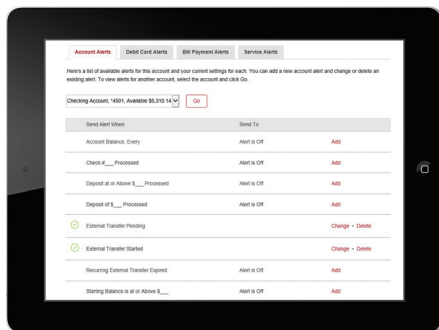 Account Alerts Debit Card Alerts Bill Payment Alerts Service Alerts
Here's a list of available alerts for this account and your current settings for each. You can add a new account alert and change or delete an
existing alert. To view alerts for another account, select the account and click Go.
Checking Account, *4501, Available $6,310.14 Go
Send Alert When Send To
Account Balance, Every Alert is Off Add
Check #___ Processed Alert is Off Add
Deposit at or Above $___ Processed Alert is Off Add
Deposit of $___ Processed Alert is Off Add
External Transfer Pending Change • Delete
External Transfer Started Change • Delete
Recurring External Transfer Expired Alert is Off Add
Starting Balance is at or Above $___ Alert is Off Add